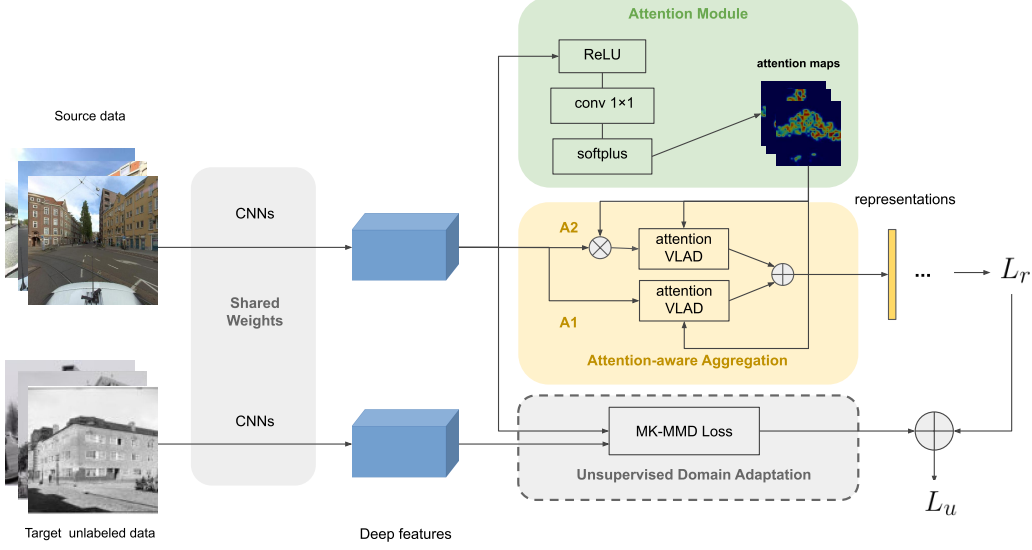 Attention Module
ReLU
attention maps
conv 1×1
Source data
softplus
representations
CNNs
A2
attention
VLAD
...
L_r
attention
VLAD
Shared
Weights
A1
Attention-aware Aggregation
CNNs
MK-MMD Loss
Unsupervised Domain Adaptation
L_u
Target unlabeled data
Deep features